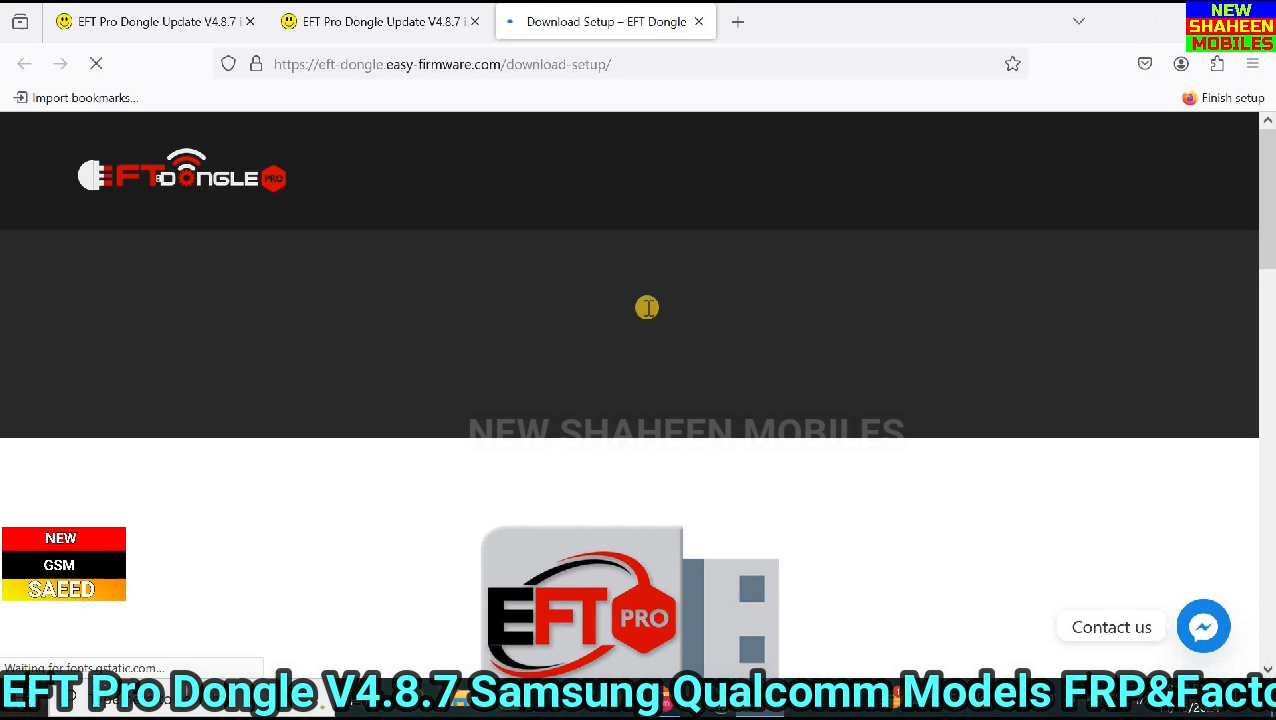 EFT Pro Dongle Update V4.8.7 i
EFT Pro Dongle Update V4.8.7 i
Download Setup – EFT Dongle
NEW
SHAHEEN
MOBILES
https://eft-dongle.easy-firmware.com/download-setup/
Import bookmarks...
Finish setup
EFT DONGLE PRO
NEW SHAHEEN MOBILES
NEW
GSM
SAEED
EFT PRO
Contact us
Waiting for fonts.gstatic.com...
EFT Pro Dongle V4.8.7 Samsung Qualcomm Models FRP&Facto